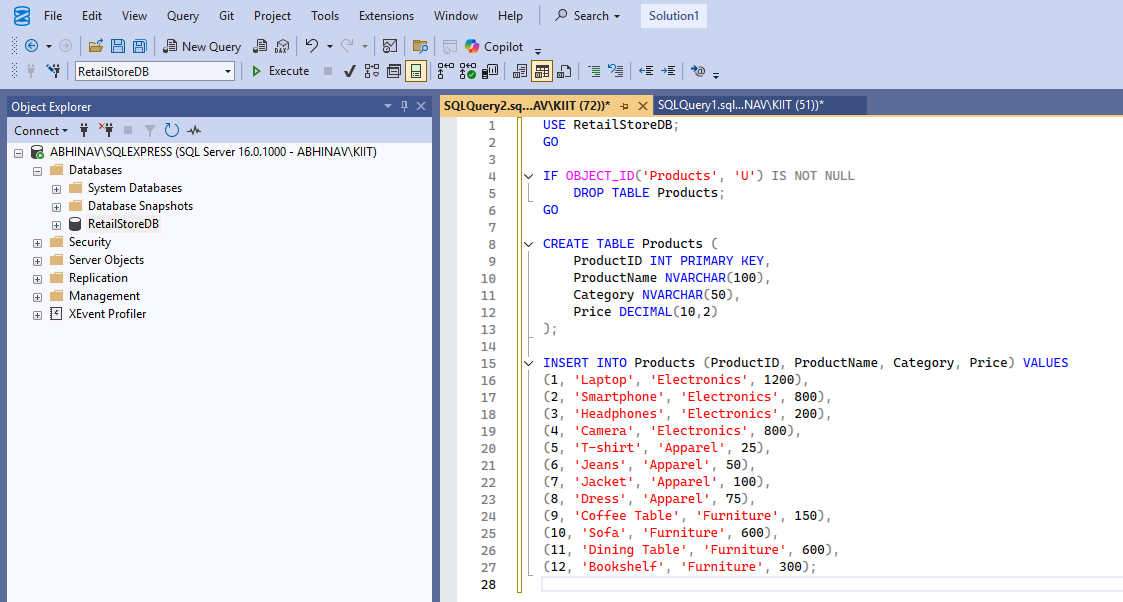 File Edit View Query Git Project Tools Extensions Window Help Search Solution1
New Query DAX Copilot
RetailStoreDB Execute
Object Explorer
Connect
ABHINAV\SQLEXPRESS (SQL Server 16.0.1000 - ABHINAV\KIIT)
Databases
System Databases
Database Snapshots
RetailStoreDB
Security
Server Objects
Replication
Management
XEvent Profiler
SQLQuery2.sq...AV\KIIT (72))* SQLQuery1.sql...NAV\KIIT (51))*
1 USE RetailStoreDB;
2 GO
3
4 IF OBJECT_ID('Products', 'U') IS NOT NULL
5 DROP TABLE Products;
6 GO
7
8 CREATE TABLE Products (
9 ProductID INT PRIMARY KEY,
10 ProductName NVARCHAR(100),
11 Category NVARCHAR(50),
12 Price DECIMAL(10,2)
13 );
14
15 INSERT INTO Products (ProductID, ProductName, Category, Price) VALUES
16 (1, 'Laptop', 'Electronics', 1200),
17 (2, 'Smartphone', 'Electronics', 800),
18 (3, 'Headphones', 'Electronics', 200),
19 (4, 'Camera', 'Electronics', 800),
20 (5, 'T-shirt', 'Apparel', 25),
21 (6, 'Jeans', 'Apparel', 50),
22 (7, 'Jacket', 'Apparel', 100),
23 (8, 'Dress', 'Apparel', 75),
24 (9, 'Coffee Table', 'Furniture', 150),
25 (10, 'Sofa', 'Furniture', 600),
26 (11, 'Dining Table', 'Furniture', 600),
27 (12, 'Bookshelf', 'Furniture', 300);
28